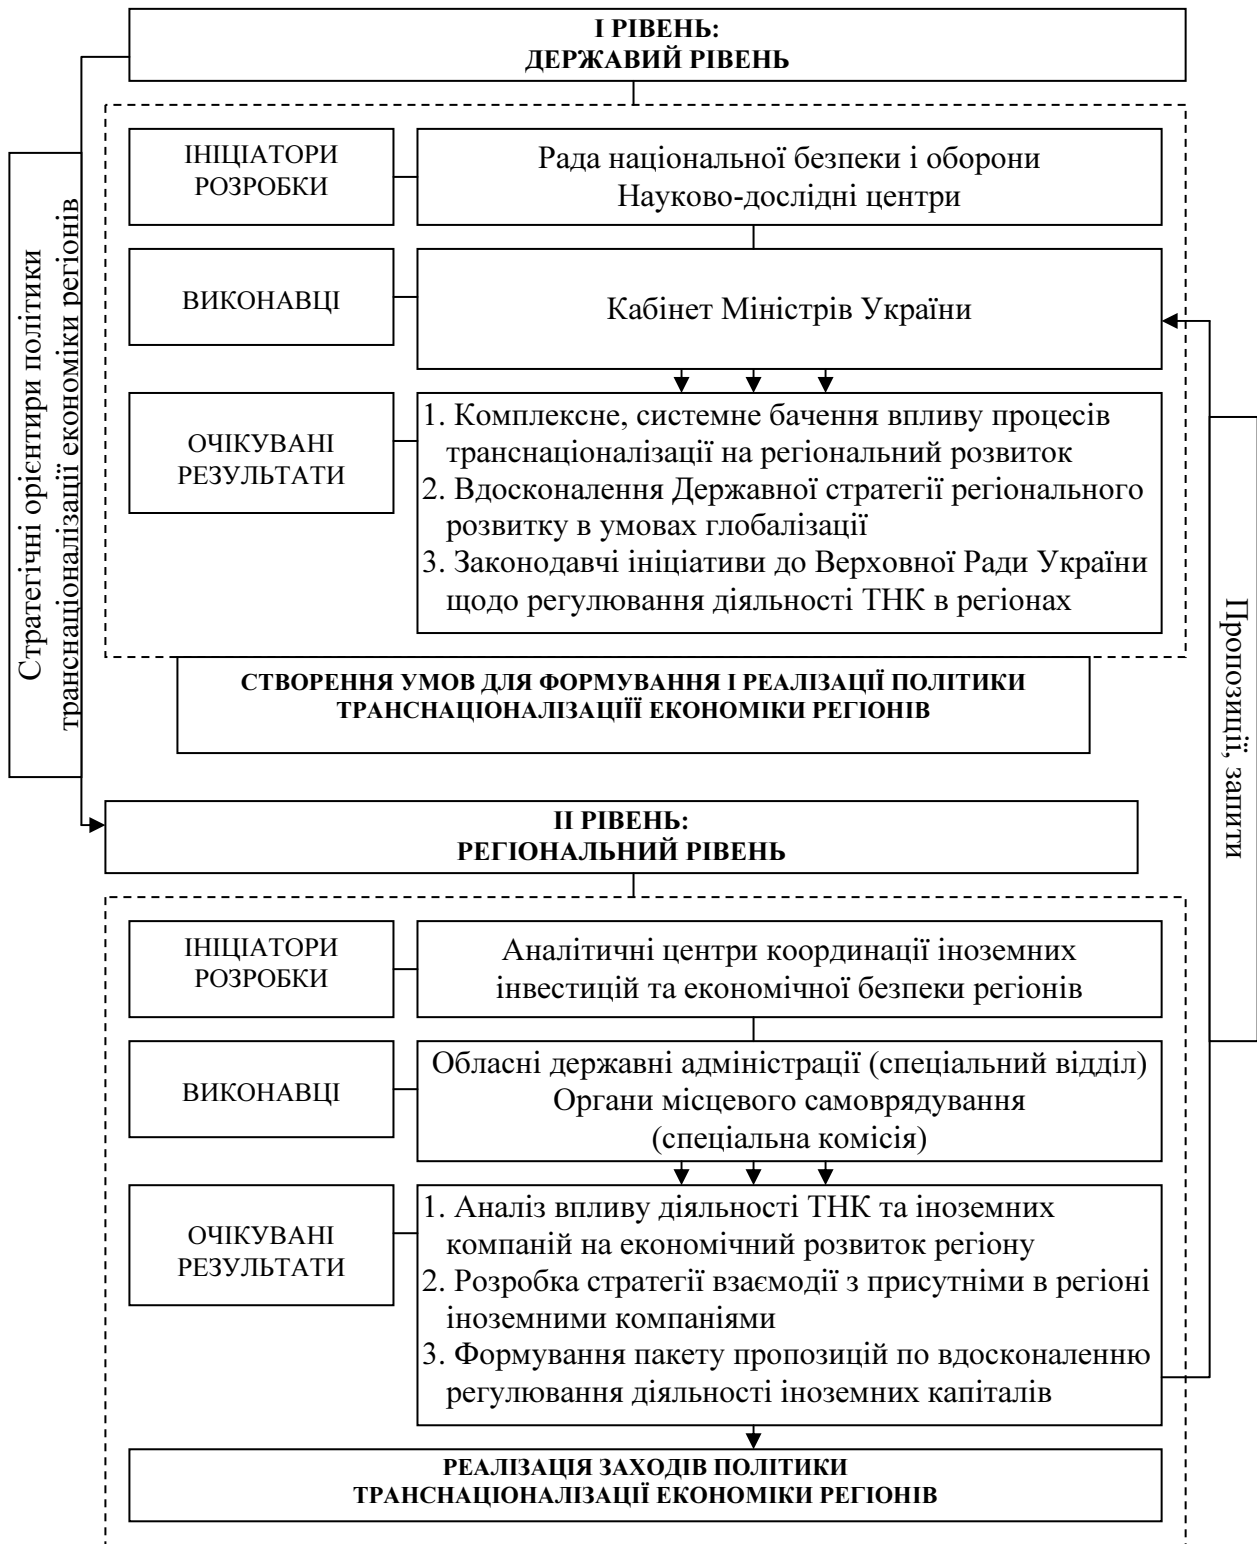 І РІВЕНЬ:
ДЕРЖАВИЙ РІВЕНЬ
Стратегічні орієнтири політики
транснаціоналізації економіки регіонів
ІНІЦІАТОРИ
РОЗРОБКИ
Рада національної безпеки і оборони
Науково-дослідні центри
ВИКОНАВЦІ
Кабінет Міністрів України
ОЧІКУВАНІ
РЕЗУЛЬТАТИ
1. Комплексне, системне бачення впливу процесів
транснаціоналізації на регіональний розвиток
2. Вдосконалення Державної стратегії регіонального
розвитку в умовах глобалізації
3. Законодавчі ініціативи до Верховної Ради України
щодо регулювання діяльності ТНК в регіонах
Пропозиції, запити
СТВОРЕННЯ УМОВ ДЛЯ ФОРМУВАННЯ І РЕАЛІЗАЦІЇ ПОЛІТИКИ
ТРАНСНАЦІОНАЛІЗАЦІЇЇ ЕКОНОМІКИ РЕГІОНІВ
ІІ РІВЕНЬ:
РЕГІОНАЛЬНИЙ РІВЕНЬ
ІНІЦІАТОРИ
РОЗРОБКИ
Аналітичні центри координації іноземних
інвестицій та економічної безпеки регіонів
ВИКОНАВЦІ
Обласні державні адміністрації (спеціальний відділ)
Органи місцевого самоврядування
(спеціальна комісія)
ОЧІКУВАНІ
РЕЗУЛЬТАТИ
1. Аналіз впливу діяльності ТНК та іноземних
компаній на економічний розвиток регіону
2. Розробка стратегії взаємодії з присутніми в регіоні
іноземними компаніями
3. Формування пакету пропозицій по вдосконаленню
регулювання діяльності іноземних капіталів
РЕАЛІЗАЦІЯ ЗАХОДІВ ПОЛІТИКИ
ТРАНСНАЦІОНАЛІЗАЦІЇ ЕКОНОМІКИ РЕГІОНІВ